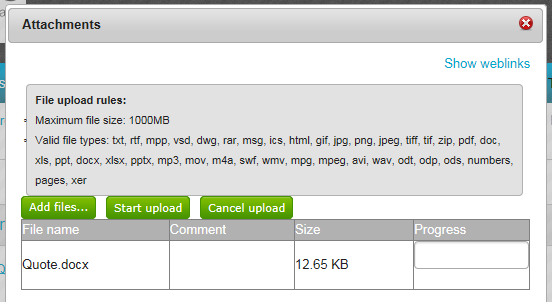 Attachments
Show weblinks
File upload rules:
Maximum file size: 1000MB
Valid file types: txt, rtf, mpp, vsd, dwg, rar, msg, ics, html, gif, jpg, png, jpeg, tiff, tif, zip, pdf, doc,
xls, ppt, docx, xlsx, pptx, mp3, mov, m4a, swf, wmv, mpg, mpeg, avi, wav, odt, odp, ods, numbers,
pages, xer
Add files... Start upload Cancel upload
File name Comment Size Progress
Quote.docx 12.65 KB